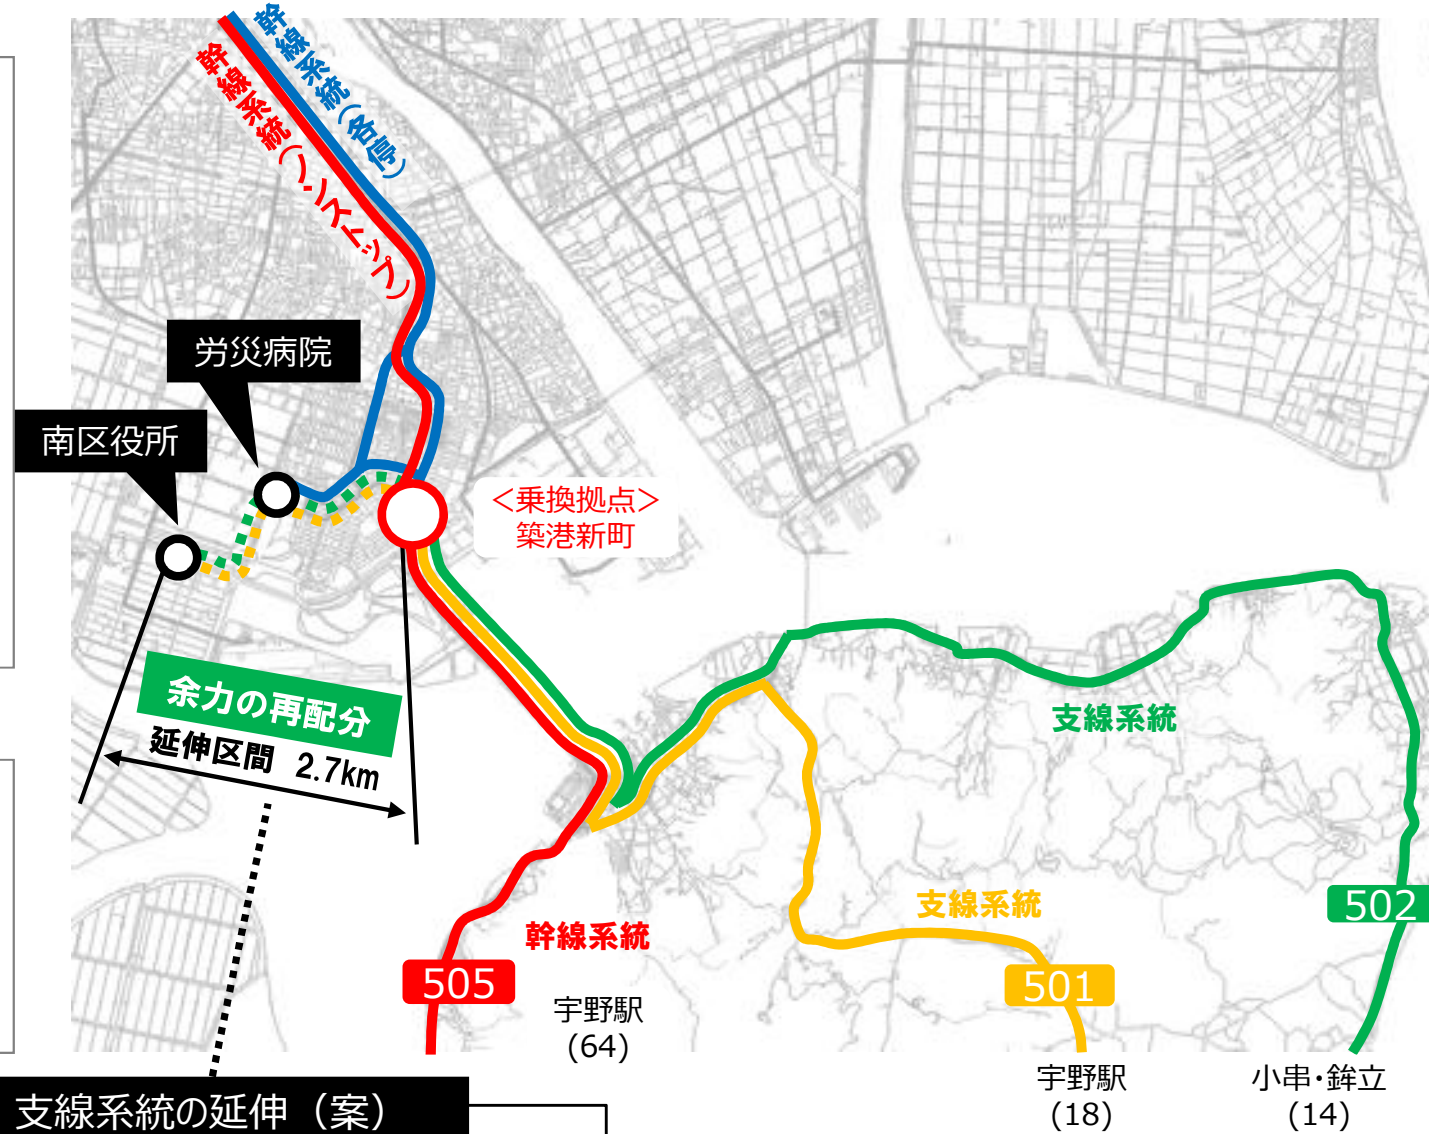 幹線系統（各停）
幹線系統（ノンストップ）
労災病院
南区役所
＜乗換拠点＞
築港新町
余力の再配分
延伸区間 2.7km
支線系統
支線系統
幹線系統
502
505
501
宇野駅
(64)
宇野駅
(18)
小串・鉾立
(14)
支線系統の延伸（案）